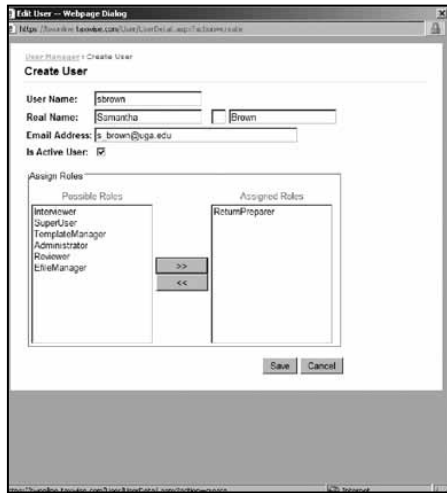 Edit User -- Webpage Dialog
User Manager > Create User
Create User
User Name: sbrown
Real Name: Samantha Brown
Email Address: s_brown@uga.edu
Is Active User:
Assign Roles
Possible Roles Assigned Roles
Interviewer ReturnPreparer
SuperUser
TemplateManager
Administrator
Reviewer
EfileManager
>>
<<
Save Cancel
Internet